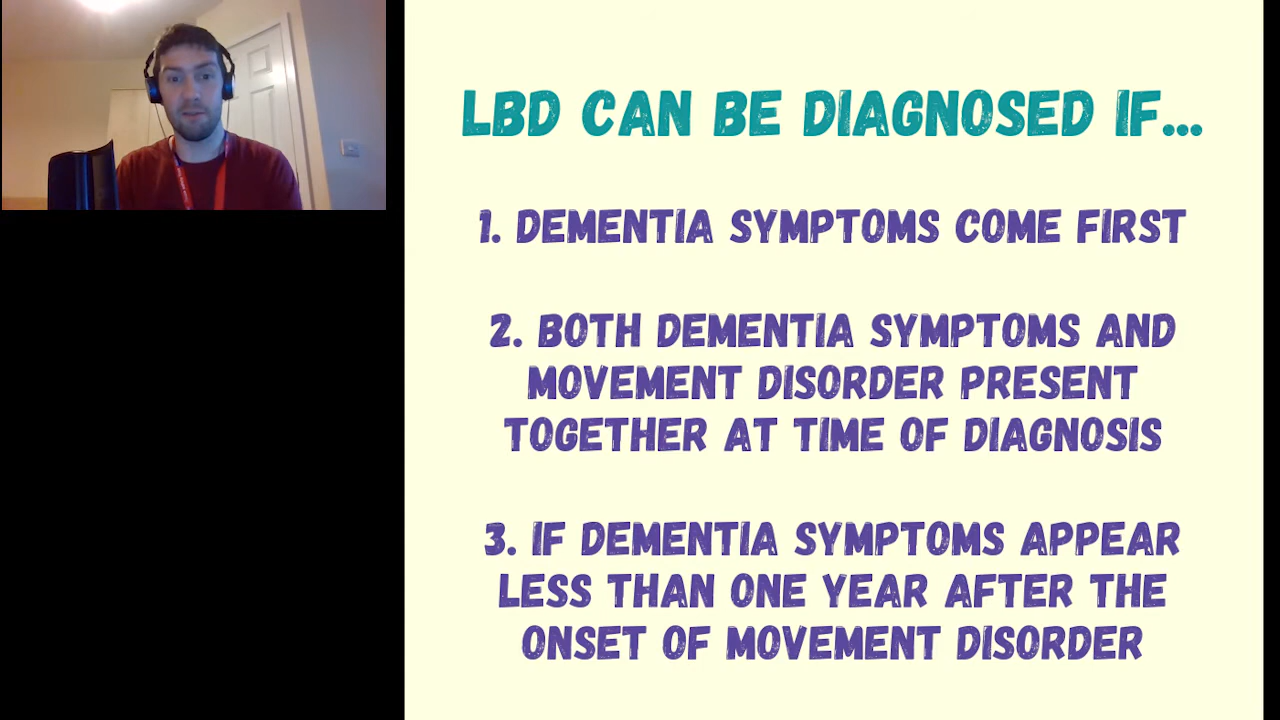 LBD CAN BE DIAGNOSED IF...
1. DEMENTIA SYMPTOMS COME FIRST
2. BOTH DEMENTIA SYMPTOMS AND
MOVEMENT DISORDER PRESENT
TOGETHER AT TIME OF DIAGNOSIS
3. IF DEMENTIA SYMPTOMS APPEAR
LESS THAN ONE YEAR AFTER THE
ONSET OF MOVEMENT DISORDER